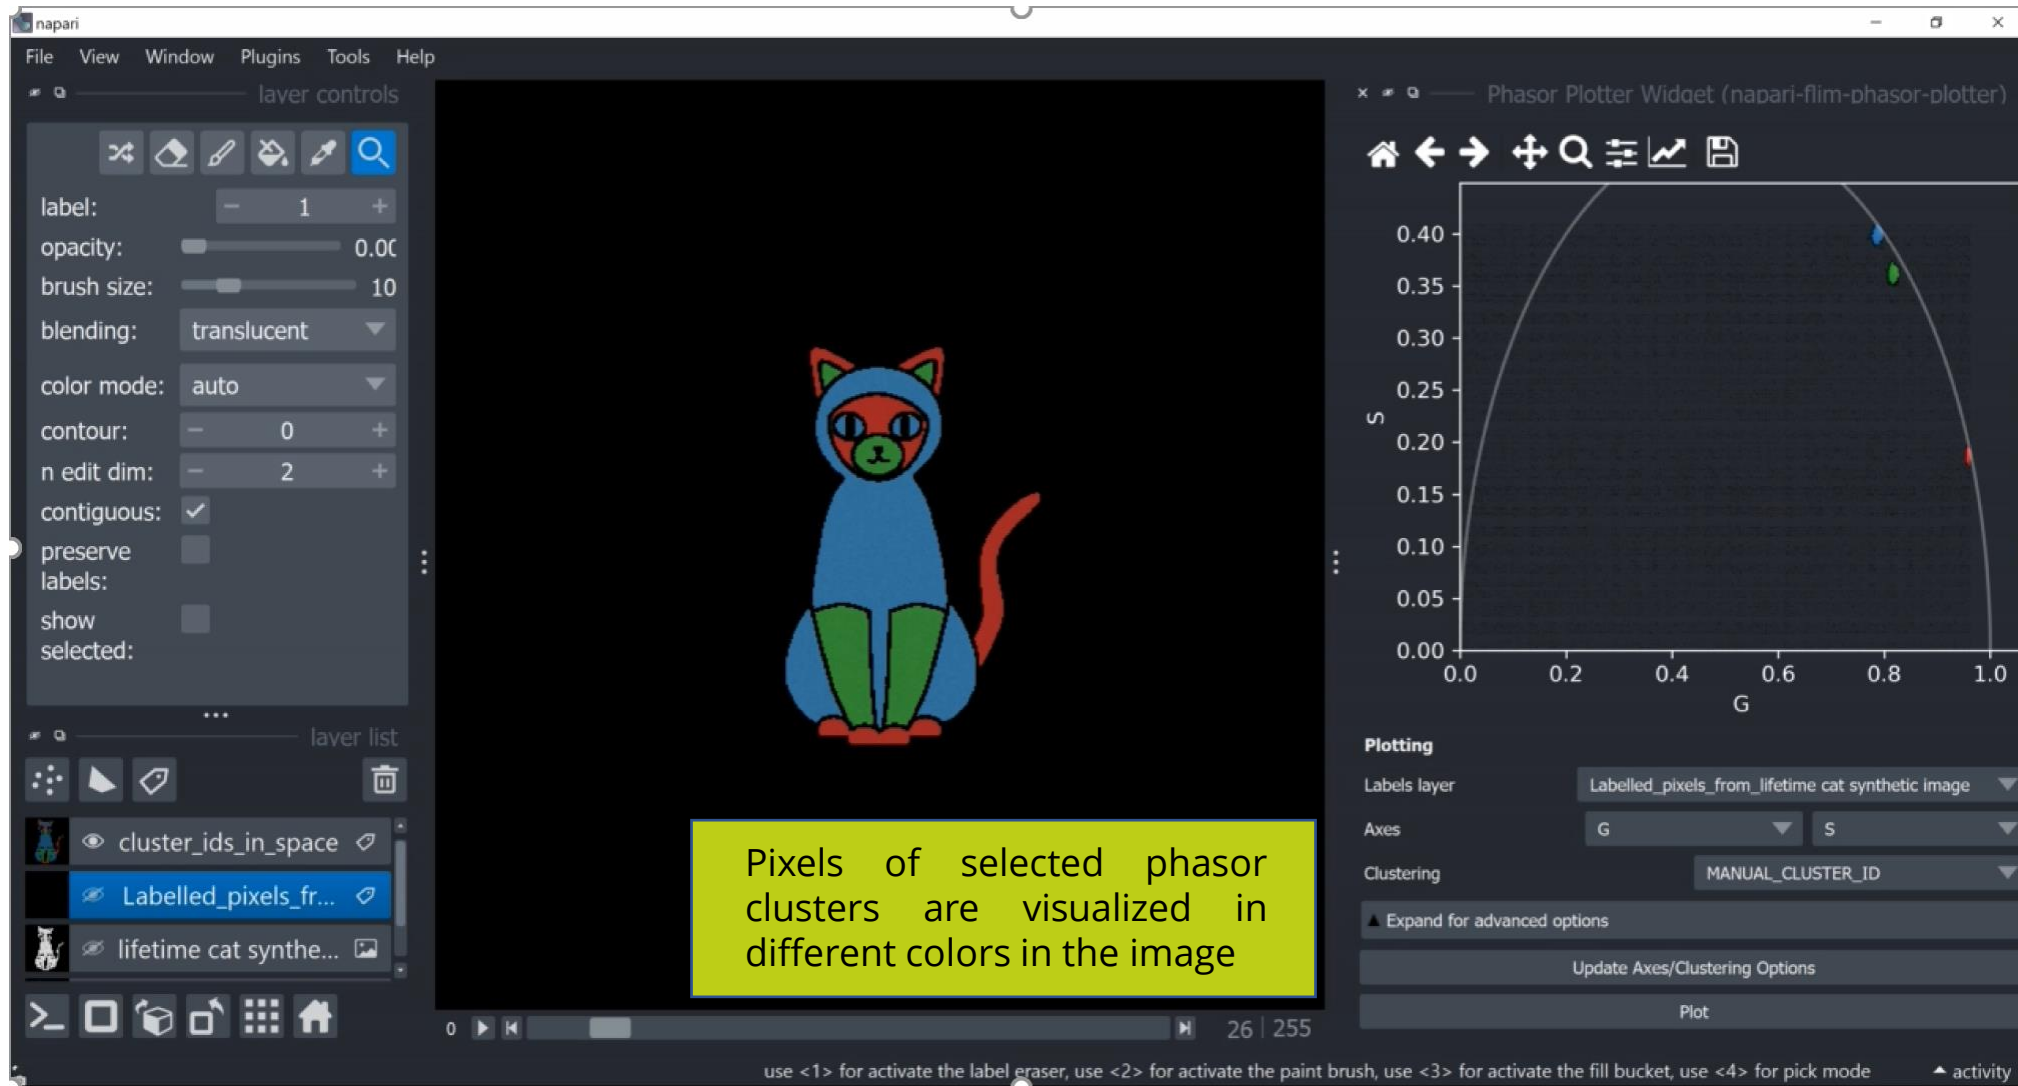 napari
File View Window Plugins Tools Help
layer controls
label: 1
opacity: 0.00
brush size: 10
blending: translucent
color mode: auto
contour: 0
n edit dim: 2
contiguous:
preserve
labels:
show
selected:
layer list
cluster_ids_in_space
Labelled_pixels_fr...
lifetime cat synthe...
Pixels of selected phasor
clusters are visualized in
different colors in the image
0 26 | 255
Phasor Plotter Widget (napari-flim-phasor-plotter)
0.40
0.35
0.30
0.25
S
0.20
0.15
0.10
0.05
0.00
0.0 0.2 0.4 0.6 0.8 1.0
G
Plotting
Labels layer Labelled_pixels_from_lifetime cat synthetic image
Axes G S
Clustering MANUAL_CLUSTER_ID
Expand for advanced options
Update Axes/Clustering Options
Plot
use <1> for activate the label eraser, use <2> for activate the paint brush, use <3> for activate the fill bucket, use <4> for pick mode
activity